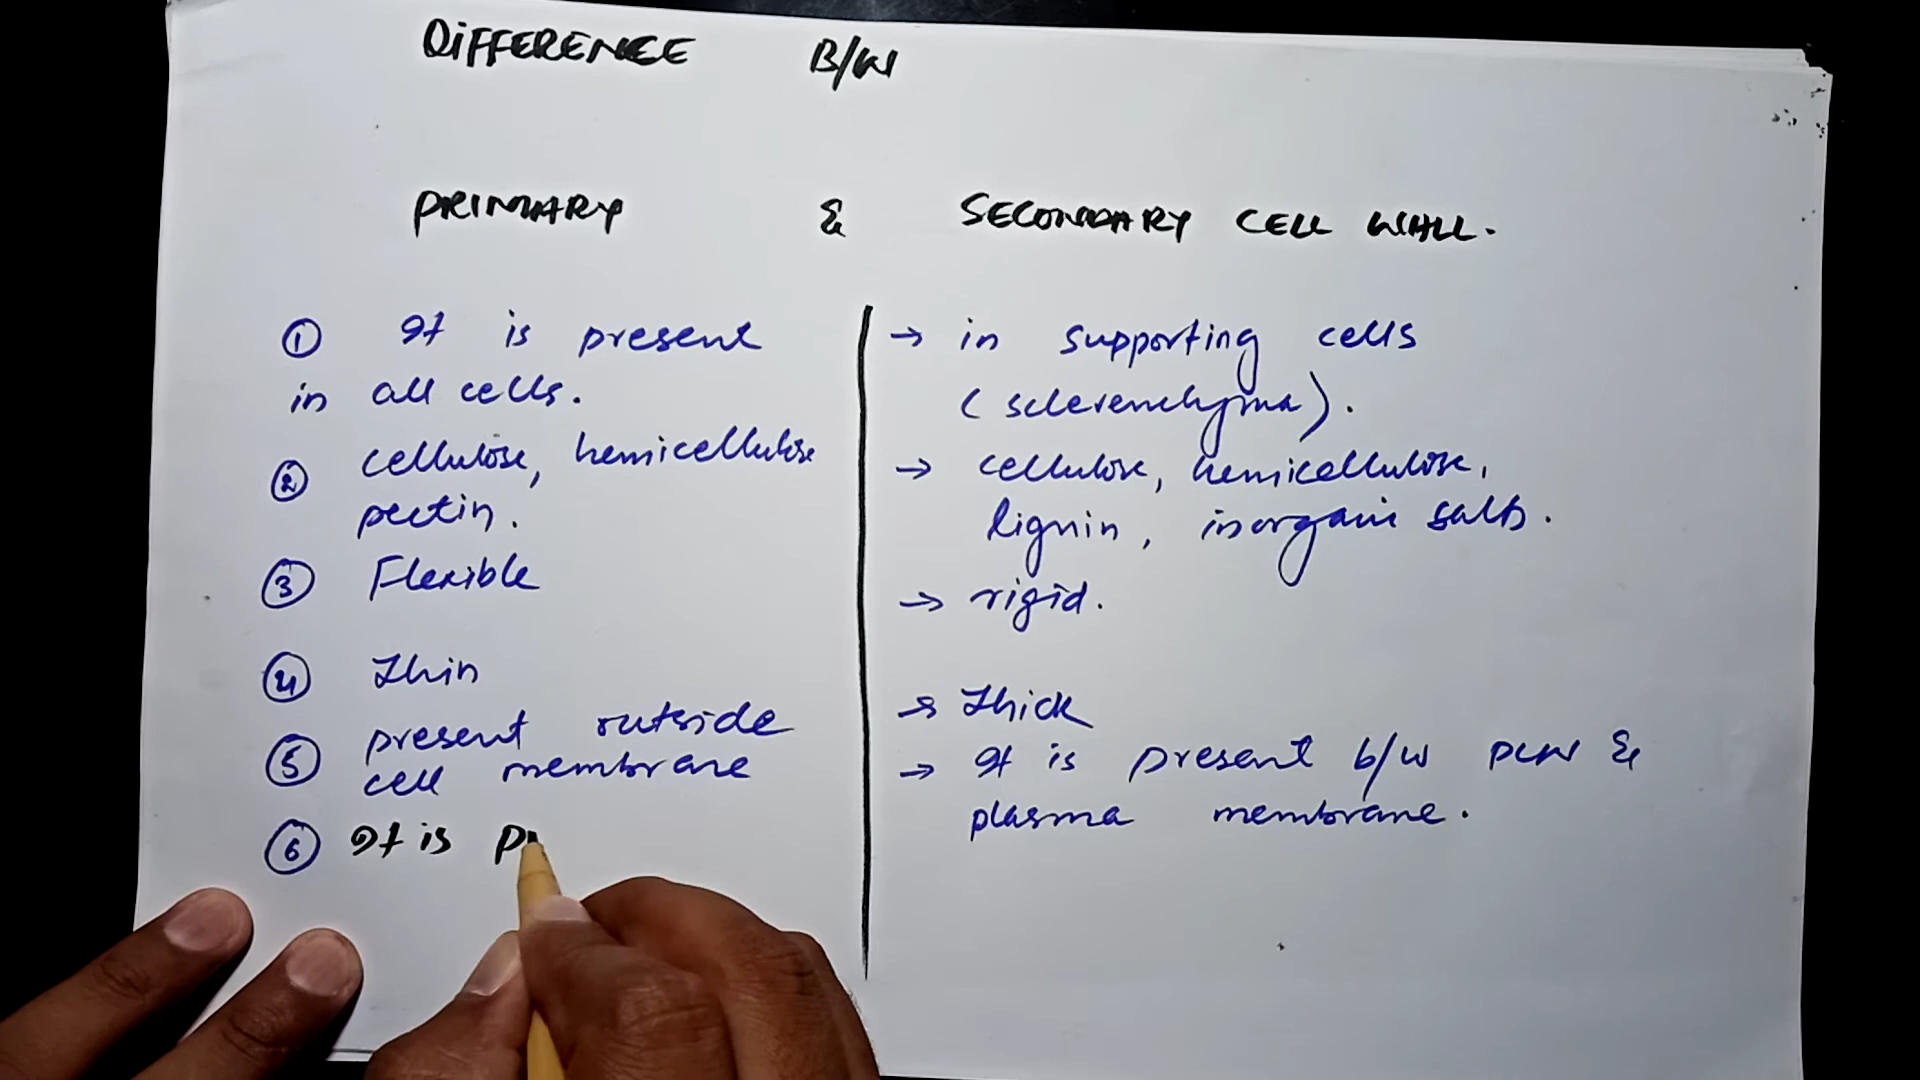 DIFFERENCE B/W
PRIMARY & SECONDARY CELL WALL.
① It is present
in all cells.
② cellulose, hemicellulose
pectin.
③ Flexible
④ Thin
⑤ present outside
cell membrane
⑥ It is p
→ in supporting cells
(sclerenchyma).
→ cellulose, hemicellulose,
lignin, inorganic salts.
→ rigid.
→ Thick
→ It is present b/w PCW &
plasma membrane.